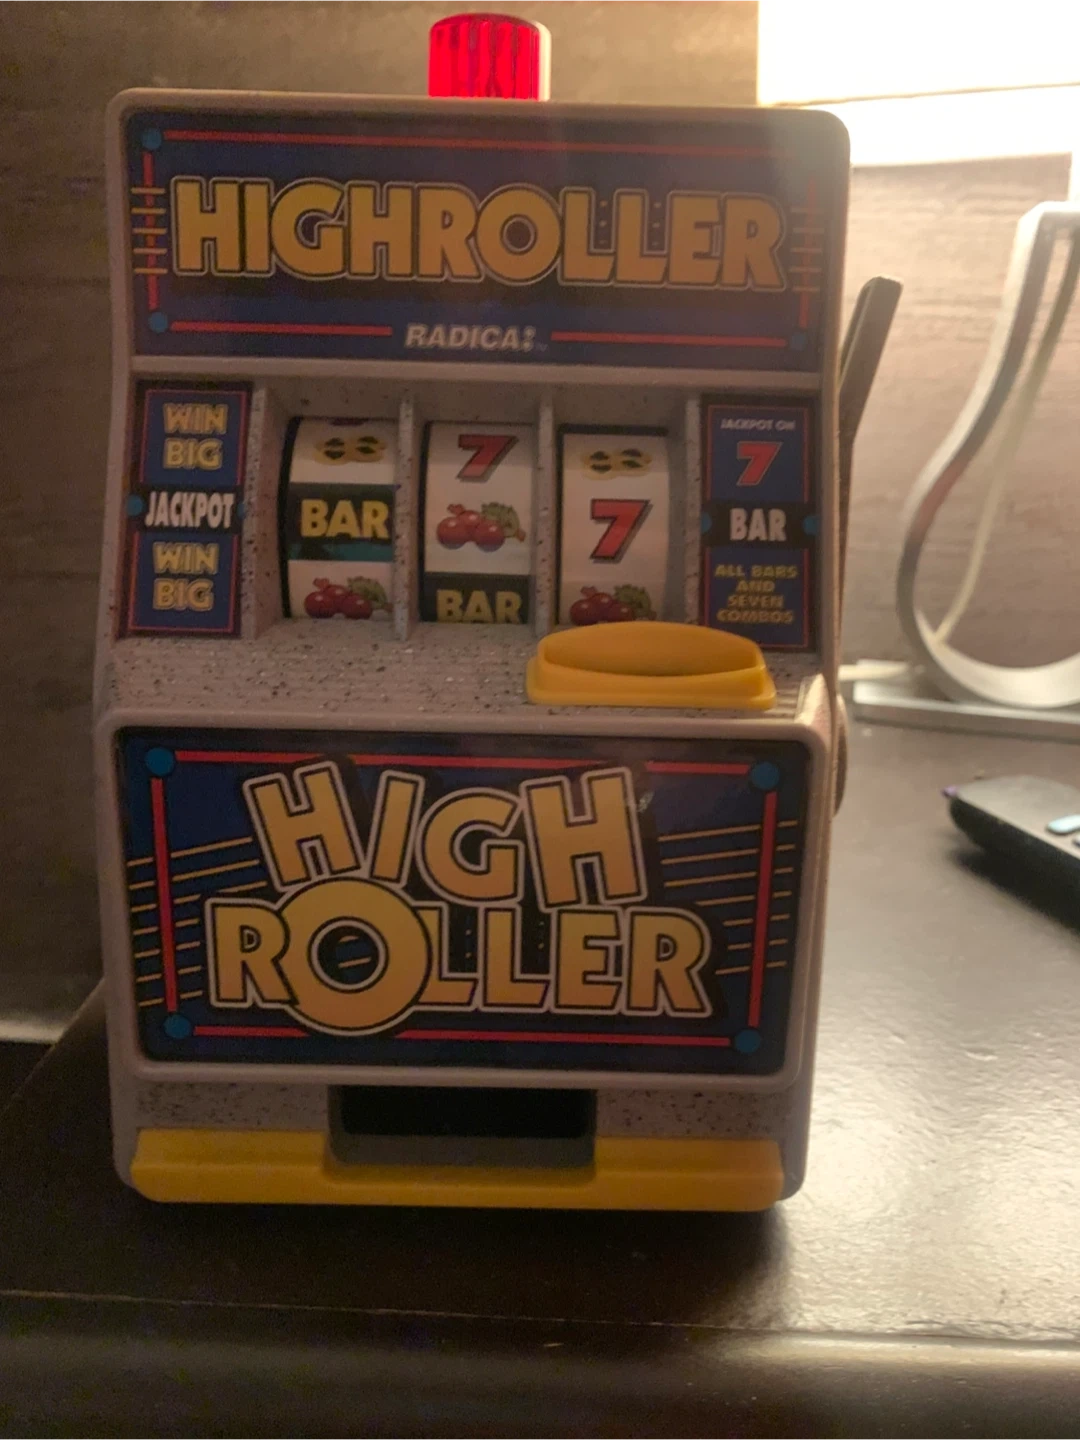 HIGHROLLER
RADICA:
WIN
BIG
JACKPOT
WIN
BIG
BAR
7
BAR
7
JACKPOT ON
7
BAR
ALL BARS
AND
SEVEN
COMBOS
HIGH
ROLLER